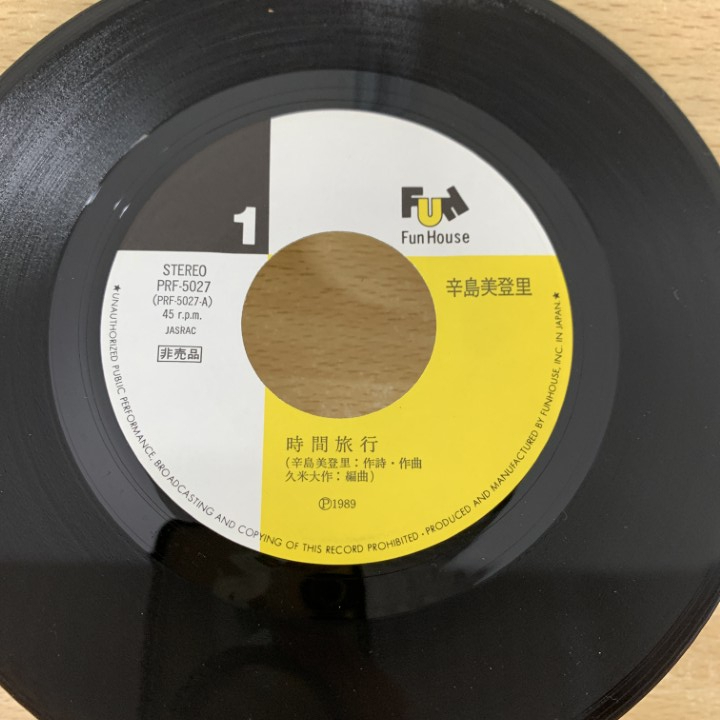 1
Fun
Fun House
STEREO
PRF-5027
(PRF-5027-A)
45 r.p.m.
JASRAC
非売品
辛島美登里
時間旅行
(辛島美登里:作詩・作曲
久米大作:編曲)
Ⓟ1989
★UNAUTHORIZED PUBLIC PERFORMANCE, BROADCASTING AND COPYING OF THIS RECORD PROHIBITED・PRODUCED AND MANUFACTURED BY FUNHOUSE, INC. IN JAPAN★